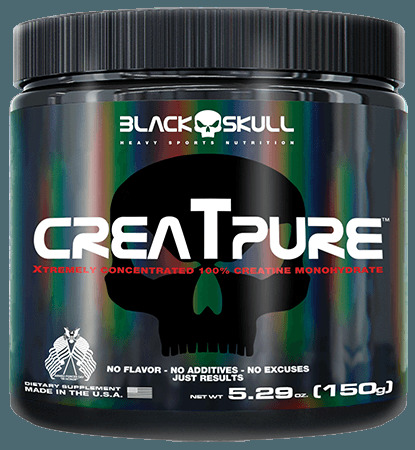 BLACK SKULL
HEAVY SPORTS NUTRITION
CREATPURE™
XTREMELY CONCENTRATED 100% CREATINE MONOHYDRATE
NO FLAVOR - NO ADDITIVES - NO EXCUSES
JUST RESULTS
DIETARY SUPPLEMENT
MADE IN THE U.S.A.
NET WT 5.29 OZ. (150g)